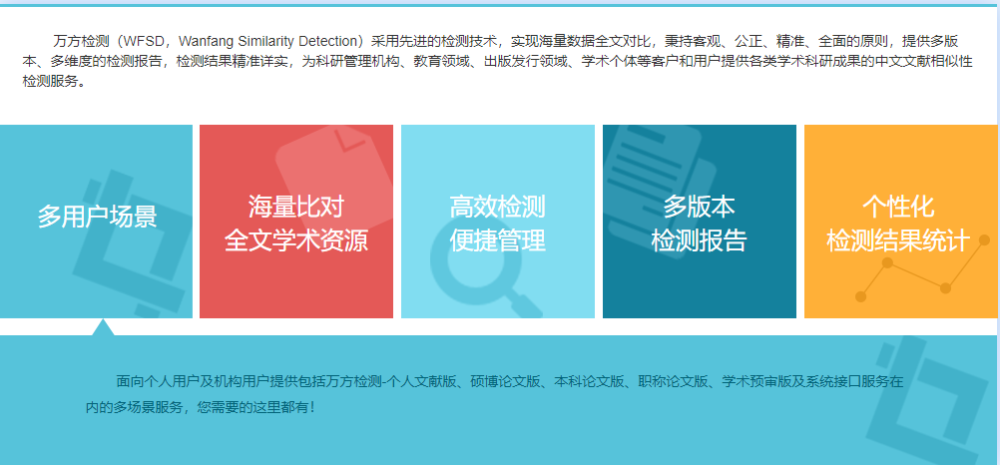 万方检测（WFSD，Wanfang Similarity Detection）采用先进的检测技术，实现海量数据全文对比，秉持客观、公正、精准、全面的原则，提供多版
本、多维度的检测报告，检测结果精准详实，为科研管理机构、教育领域、出版发行领域、学术个体等客户和用户提供各类学术科研成果的中文文献相似性
检测服务。
多用户场景
海量比对
全文学术资源
高效检测
便捷管理
多版本
检测报告
个性化
检测结果统计
面向个人用户及机构用户提供包括万方检测-个人文献版、硕博论文版、本科论文版、职称论文版、学术预审版及系统接口服务在
内的多场景服务，您需要的这里都有！